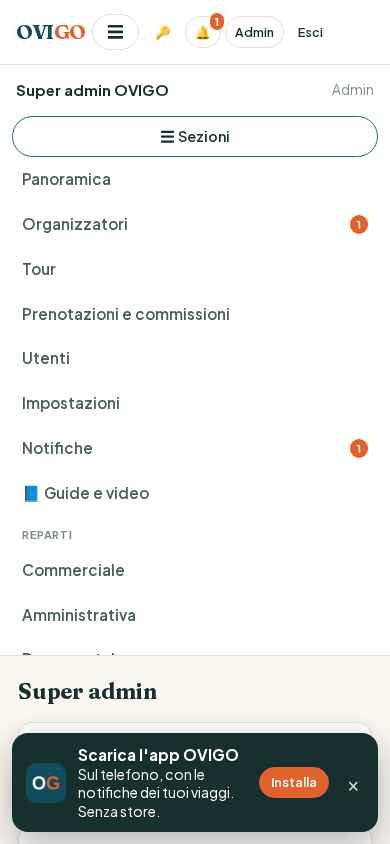 OVIGO ☰ 🔑 🔔 1 Admin Esci
Super admin OVIGO Admin
☰ Sezioni
Panoramica
Organizzatori 1
Tour
Prenotazioni e commissioni
Utenti
Impostazioni
Notifiche 1
📘 Guide e video
REPARTI
Commerciale
Amministrativa
Super admin
OG
Scarica l'app OVIGO
Sul telefono, con le
notifiche dei tuoi viaggi.
Senza store.
Installa ×